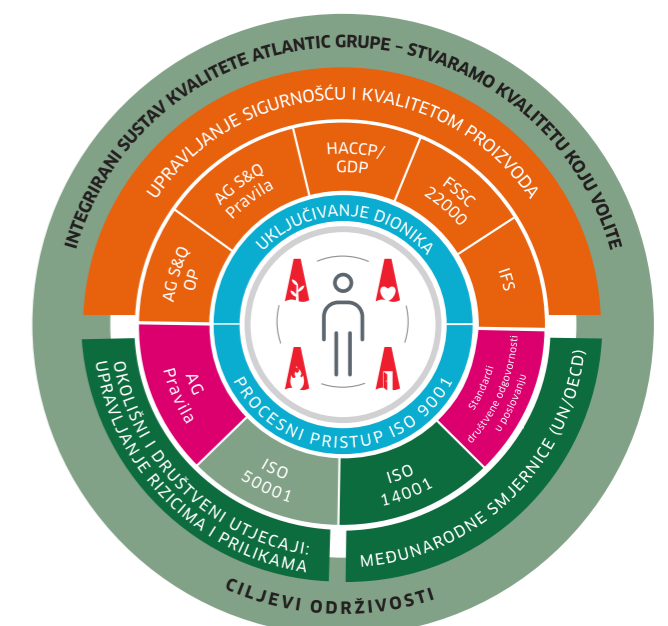 INTEGRIRANI SUSTAV KVALITETE ATLANTIC GRUPE – STVARAMO KVALITETU KOJU VOLITE
UPRAVLJANJE SIGURNOŠĆU I KVALITETOM PROIZVODA
AG S&Q
OP
AG S&Q
Pravila
HACCP/
GDP
FSSC
22000
IFS
UKLJUČIVANJE DIONIKA
PROCESNI PRISTUP ISO 9001
AG
Pravila
ISO
50001
ISO
14001
Standardi
društvene odgovornosti
u poslovanju
OKOLIŠNI I DRUŠTVENI UTJECAJI:
UPRAVLJANJE RIZICIMA I PRILIKAMA
MEĐUNARODNE SMJERNICE (UN/OECD)
CILJEVI ODRŽIVOSTI